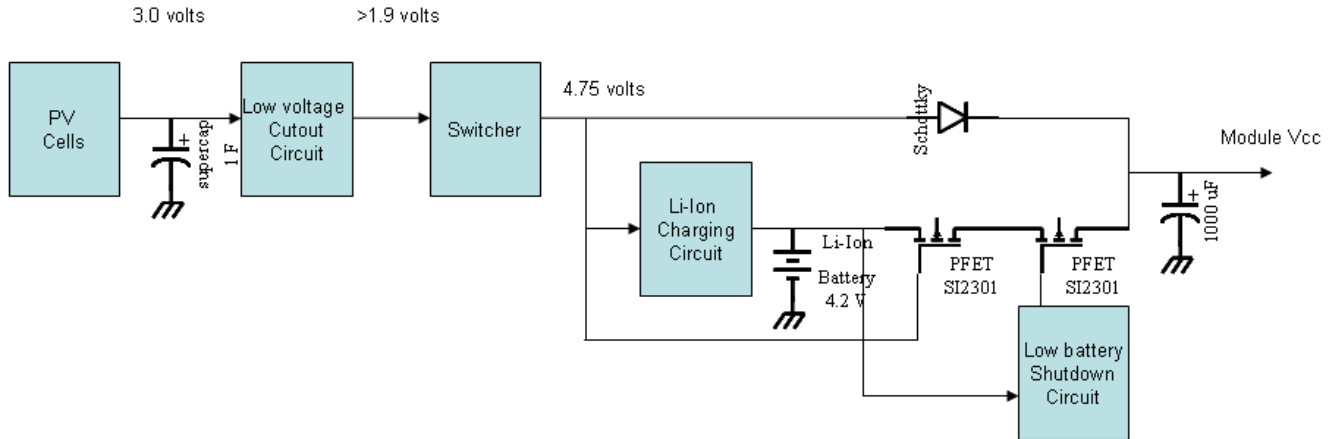 3.0 volts
>1.9 volts
PV
Cells
+
supercap
1 F
Low voltage
Cutout
Circuit
Switcher
4.75 volts
Schottky
Module Vcc
+
1000 uF
Li-Ion
Charging
Circuit
Li-Ion
Battery
4.2 V
PFET
SI2301
PFET
SI2301
Low battery
Shutdown
Circuit